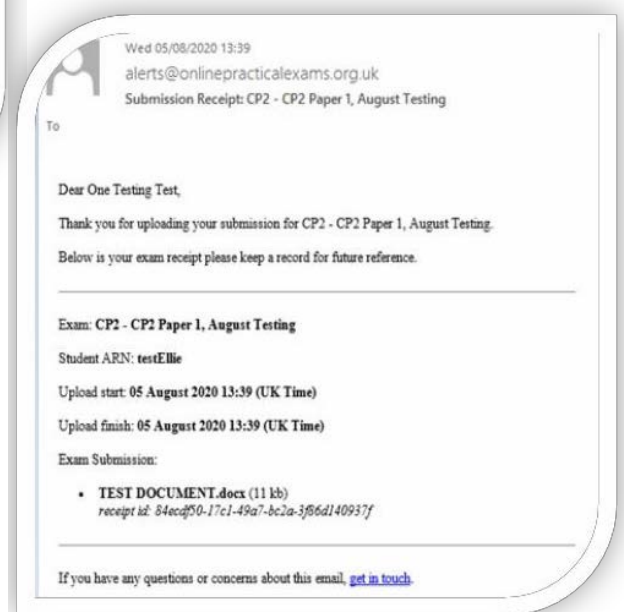 Wed 05/08/2020 13:39
alerts@onlinepracticalexams.org.uk
Submission Receipt: CP2 - CP2 Paper 1, August Testing
To
Dear One Testing Test,
Thank you for uploading your submission for CP2 - CP2 Paper 1, August Testing.
Below is your exam receipt please keep a record for future reference.
Exam: CP2 - CP2 Paper 1, August Testing
Student ARN: testEllie
Upload start: 05 August 2020 13:39 (UK Time)
Upload finish: 05 August 2020 13:39 (UK Time)
Exam Submission:
• TEST DOCUMENT.docx (11 kb)
receipt id: 84ecdf50-17c1-49a7-bc2a-3f86d140937f
If you have any questions or concerns about this email, get in touch.